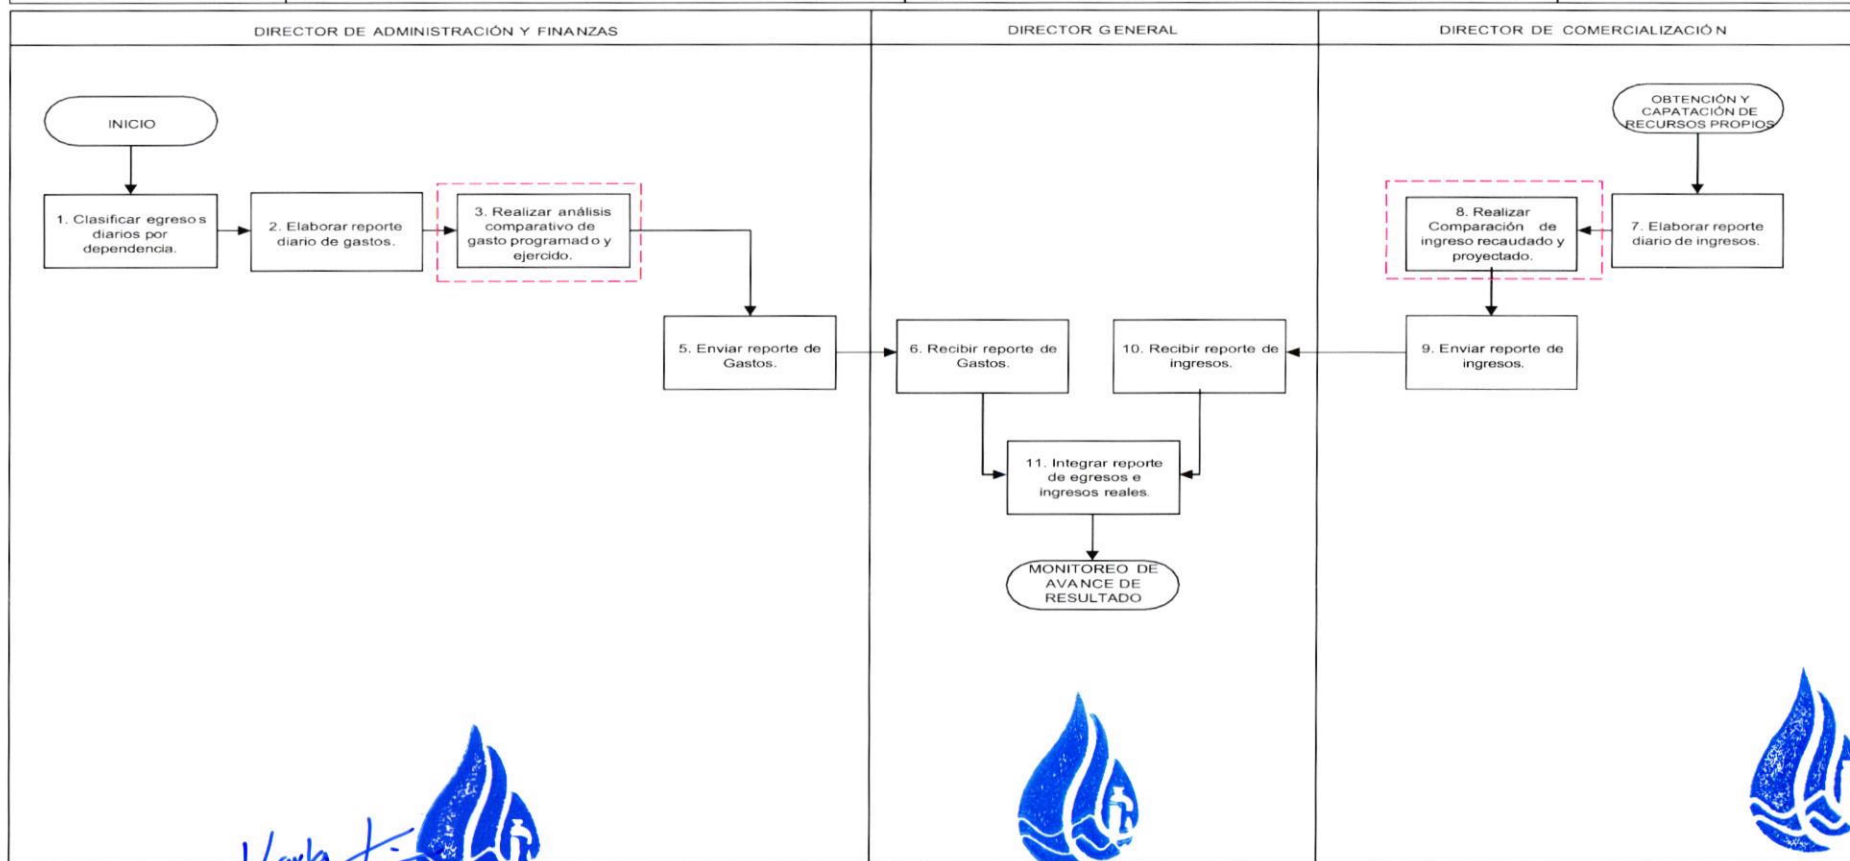 DIRECTOR DE ADMINISTRACIÓN Y FINANZAS
DIRECTOR GENERAL
DIRECTOR DE COMERCIALIZACIÓN
INICIO
1. Clasificar egresos
diarios por
dependencia.
2. Elaborar reporte
diario de gastos.
3. Realizar análisis
comparativo de
gasto programado y
ejercido.
5. Enviar reporte de
Gastos.
6. Recibir reporte de
Gastos.
10. Recibir reporte de
ingresos.
11. Integrar reporte
de egresos e
ingresos reales.
MONITOREO DE
AVANCE DE
RESULTADO
OBTENCIÓN Y
CAPATACIÓN DE
RECURSOS PROPIOS
8. Realizar
Comparación de
ingreso recaudado y
proyectado.
7. Elaborar reporte
diario de ingresos.
9. Enviar reporte de
ingresos.